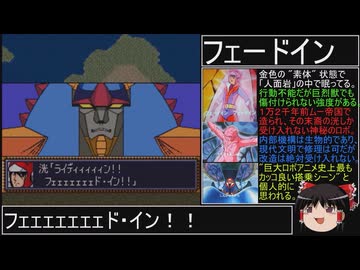 洸「ライディィィィィン!!
フェェェェェェド・イン!!」
フェェェェェェェド・イン！！
フェードイン
金色の"素体"状態で
「人面岩」の中で眠ってる。
行動不能だが巨烈獣でも
傷付けられない強度がある
1万2千年前ムー帝国で
造られ、その末裔の洸しか
受け入れない神秘のロボ。
内部機構は生物的であり、
現代文明で修理は可だが
改造は絶対受け入れない。
"巨大ロボアニメ史上最も
カッコ良い搭乗シーン"と
個人的に
思われる。